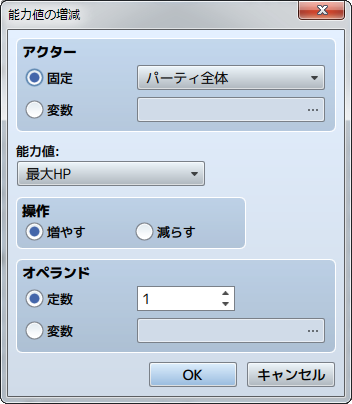 能力値の増減
アクター
固定
パーティ全体
変数
...
能力値:
最大HP
操作
増やす
減らす
オペランド
定数
1
変数
...
OK
キャンセル